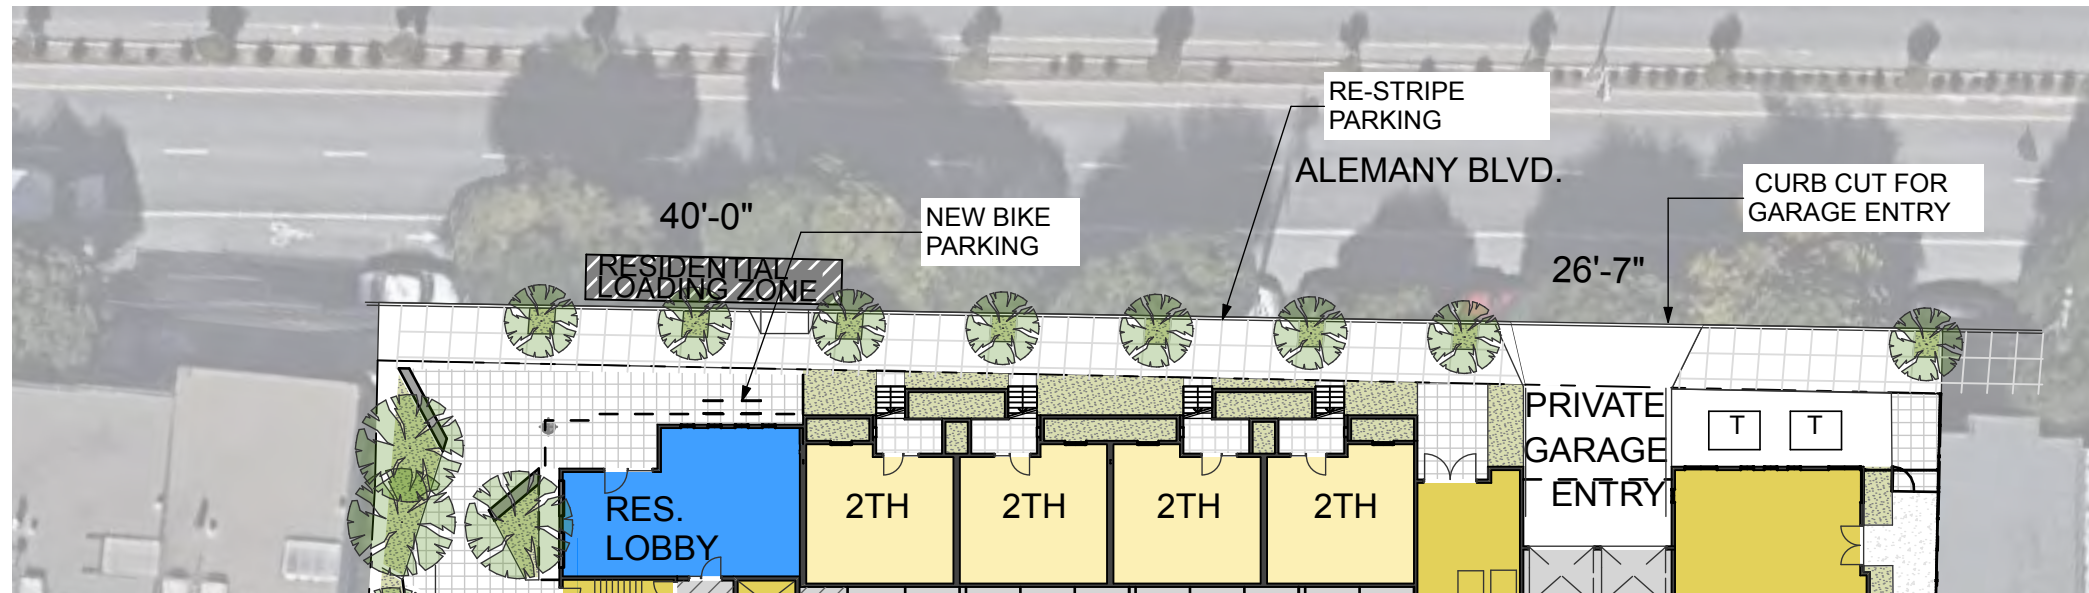 RE-STRIPE
PARKING
ALEMANY BLVD.
CURB CUT FOR
GARAGE ENTRY
40'-0"
NEW BIKE
PARKING
26'-7"
RESIDENTIAL
LOADING ZONE
PRIVATE
GARAGE
ENTRY
T
T
RES.
LOBBY
2TH
2TH
2TH
2TH